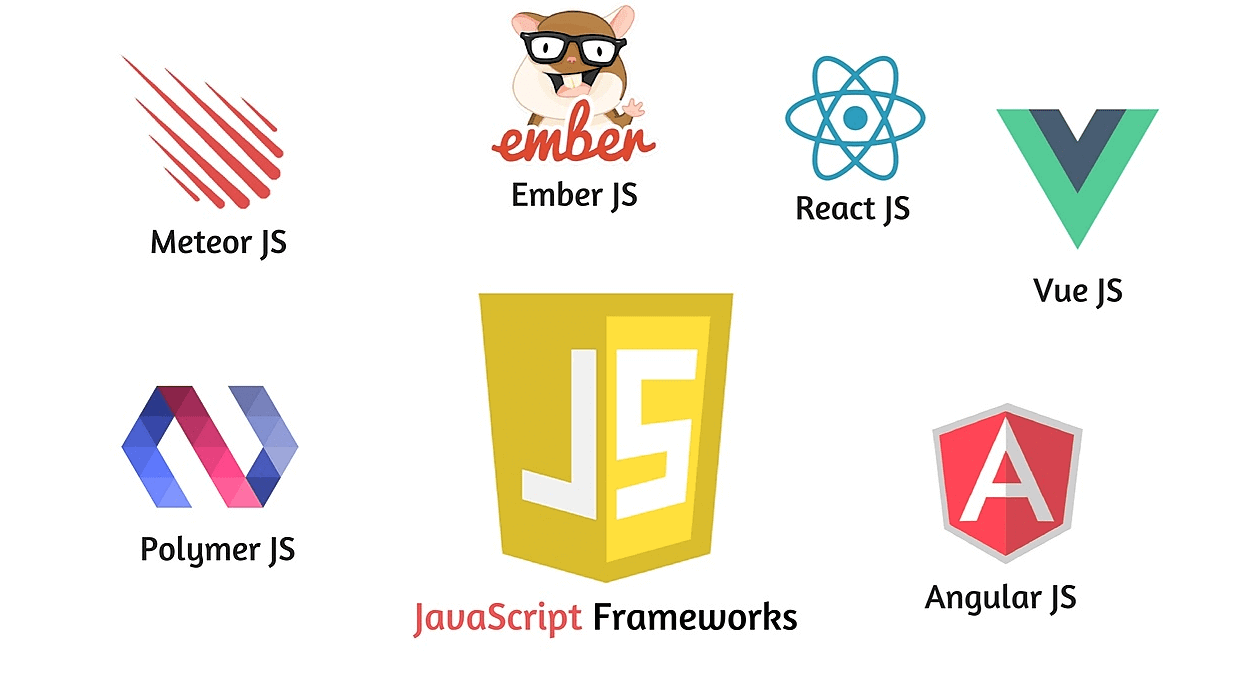 ember
Ember JS
React JS
Meteor JS
Vue JS
JS
Polymer JS
A
Angular JS
JavaScript Frameworks